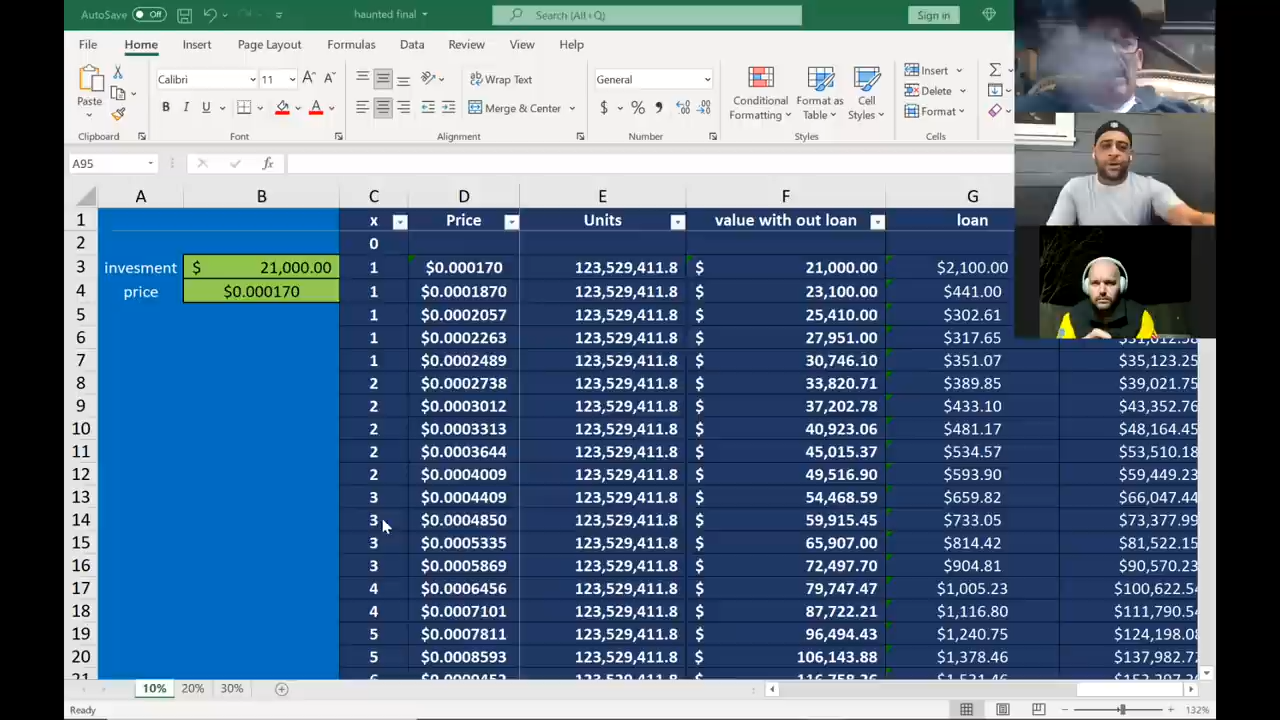 AutoSave Off haunted final Search (Alt+Q) Sign in
File Home Insert Page Layout Formulas Data Review View Help
Paste Calibri 11 Wrap Text General Conditional Formatting Format as Table Cell Styles Insert
B I U Merge & Center $ % Delete
Format
Clipboard Font Alignment Number Styles Cells
A95 fx
A B C D E F G
1 x Price Units value with out loan loan
2 0
3 invesment $ 21,000.00 1 $0.000170 123,529,411.8 $ 21,000.00 $2,100.00
4 price $0.000170 1 $0.0001870 123,529,411.8 $ 23,100.00 $441.00
5 1 $0.0002057 123,529,411.8 $ 25,410.00 $302.61
6 1 $0.0002263 123,529,411.8 $ 27,951.00 $317.65
7 1 $0.0002489 123,529,411.8 $ 30,746.10 $351.07 $35,123.25
8 2 $0.0002738 123,529,411.8 $ 33,820.71 $389.85 $39,021.75
9 2 $0.0003012 123,529,411.8 $ 37,202.78 $433.10 $43,352.76
10 2 $0.0003313 123,529,411.8 $ 40,923.06 $481.17 $48,164.45
11 2 $0.0003644 123,529,411.8 $ 45,015.37 $534.57 $53,510.18
12 2 $0.0004009 123,529,411.8 $ 49,516.90 $593.90 $59,449.23
13 3 $0.0004409 123,529,411.8 $ 54,468.59 $659.82 $66,047.44
14 3 $0.0004850 123,529,411.8 $ 59,915.45 $733.05 $73,377.99
15 3 $0.0005335 123,529,411.8 $ 65,907.00 $814.42 $81,522.15
16 3 $0.0005869 123,529,411.8 $ 72,497.70 $904.81 $90,570.23
17 4 $0.0006456 123,529,411.8 $ 79,747.47 $1,005.23 $100,622.54
18 4 $0.0007101 123,529,411.8 $ 87,722.21 $1,116.80 $111,790.54
19 5 $0.0007811 123,529,411.8 $ 96,494.43 $1,240.75 $124,198.08
20 5 $0.0008593 123,529,411.8 $ 106,143.88 $1,378.46 $137,982.7
10% 20% 30%
Ready 132%